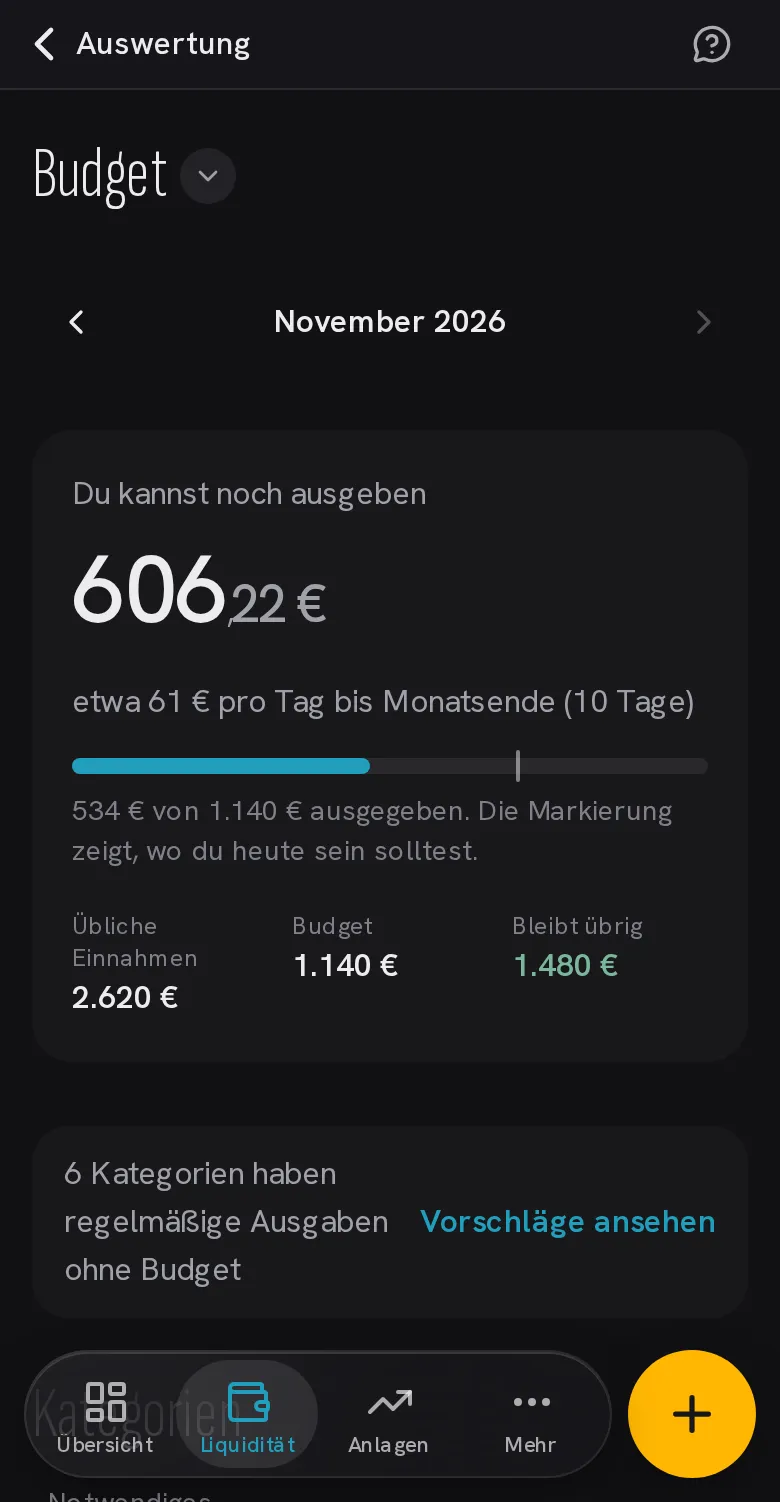 Auswertung
Budget
November 2026
Du kannst noch ausgeben
606,22 €
etwa 61 € pro Tag bis Monatsende (10 Tage)
534 € von 1.140 € ausgegeben. Die Markierung
zeigt, wo du heute sein solltest.
Übliche
Einnahmen
2.620 €
Budget
1.140 €
Bleibt übrig
1.480 €
6 Kategorien haben
regelmäßige Ausgaben
ohne Budget
Vorschläge ansehen
Kategorien
Übersicht
Liquidität
Anlagen
Mehr
Notwendiges